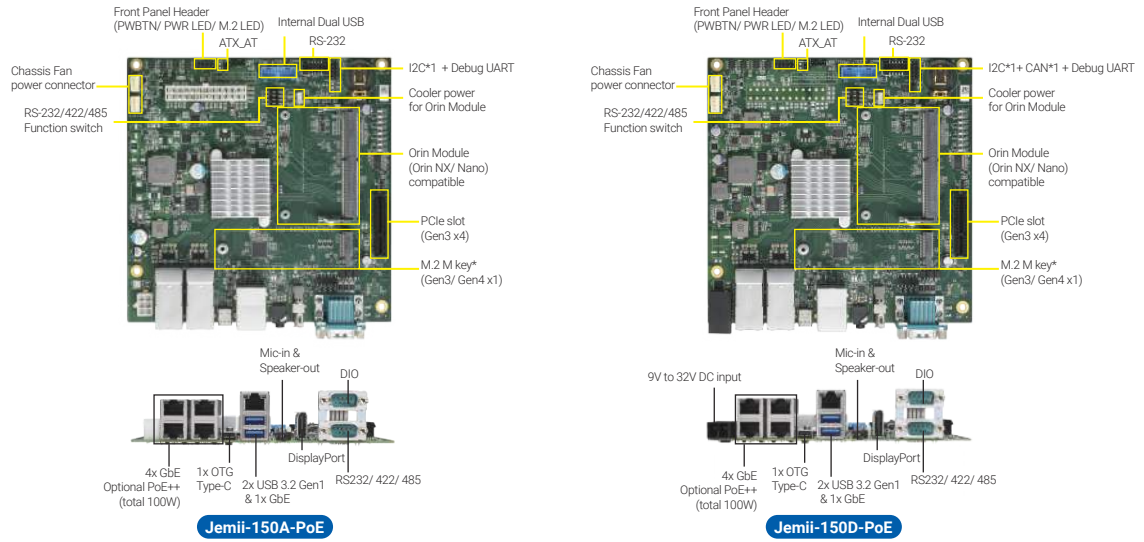 Front Panel Header
(PWBTN/ PWR LED/ M.2 LED)
ATX_AT
Internal Dual USB
RS-232
Chassis Fan
power connector
RS-232/422/485
Function switch
I2C*1 + Debug UART
Cooler power
for Orin Module
Orin Module
(Orin NX/ Nano)
compatible
PCIe slot
(Gen3 x4)
M.2 M key*
(Gen3/ Gen4 x1)
Mic-in &
Speaker-out
DIO
4x GbE
Optional PoE++
(total 100W)
1x OTG
Type-C
2x USB 3.2 Gen1
& 1x GbE
DisplayPort
RS232/ 422/ 485
Jemii-150A-PoE
Front Panel Header
(PWBTN/ PWR LED/ M.2 LED)
ATX_AT
Internal Dual USB
RS-232
Chassis Fan
power connector
RS-232/422/485
Function switch
I2C*1+ CAN*1 + Debug UART
Cooler power
for Orin Module
Orin Module
(Orin NX/ Nano)
compatible
PCIe slot
(Gen3 x4)
M.2 M key*
(Gen3/ Gen4 x1)
9V to 32V DC input
Mic-in &
Speaker-out
DIO
4x GbE
Optional PoE++
(total 100W)
1x OTG
Type-C
2x USB 3.2 Gen1
& 1x GbE
DisplayPort
RS232/ 422/ 485
Jemii-150D-PoE